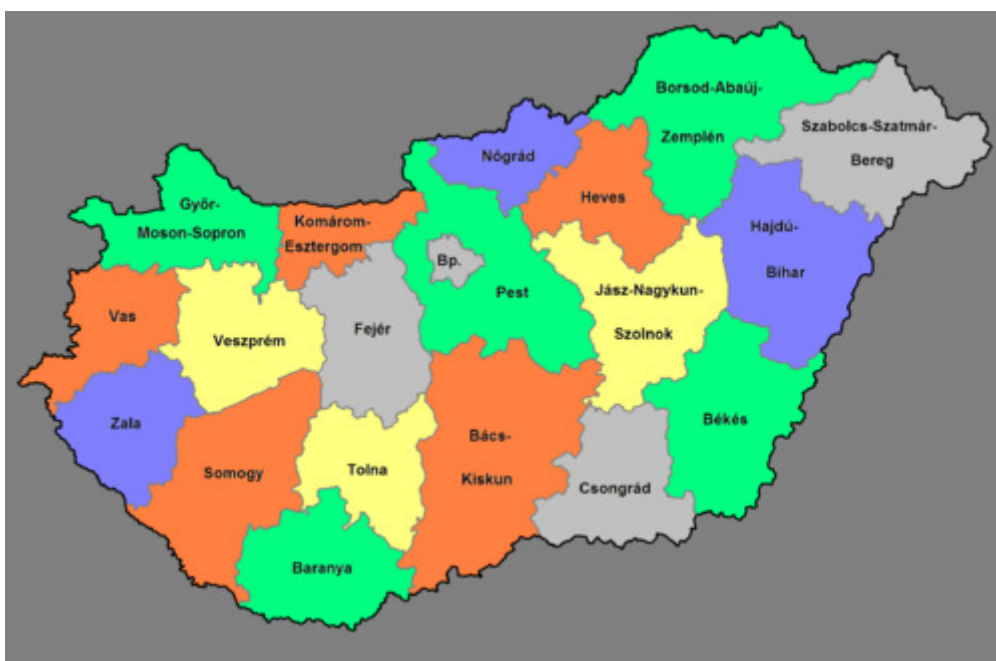 Borsod-Abaúj-
Zemplén
Szabolcs-Szatmár-
Bereg
Nógrád
Heves
Győr-
Moson-Sopron
Komárom-
Esztergom
Hajdú-
Bihar
Bp.
Pest
Jász-Nagykun-
Szolnok
Vas
Veszprém
Fejér
Zala
Somogy
Tolna
Bács-
Kiskun
Békés
Csongrád
Baranya